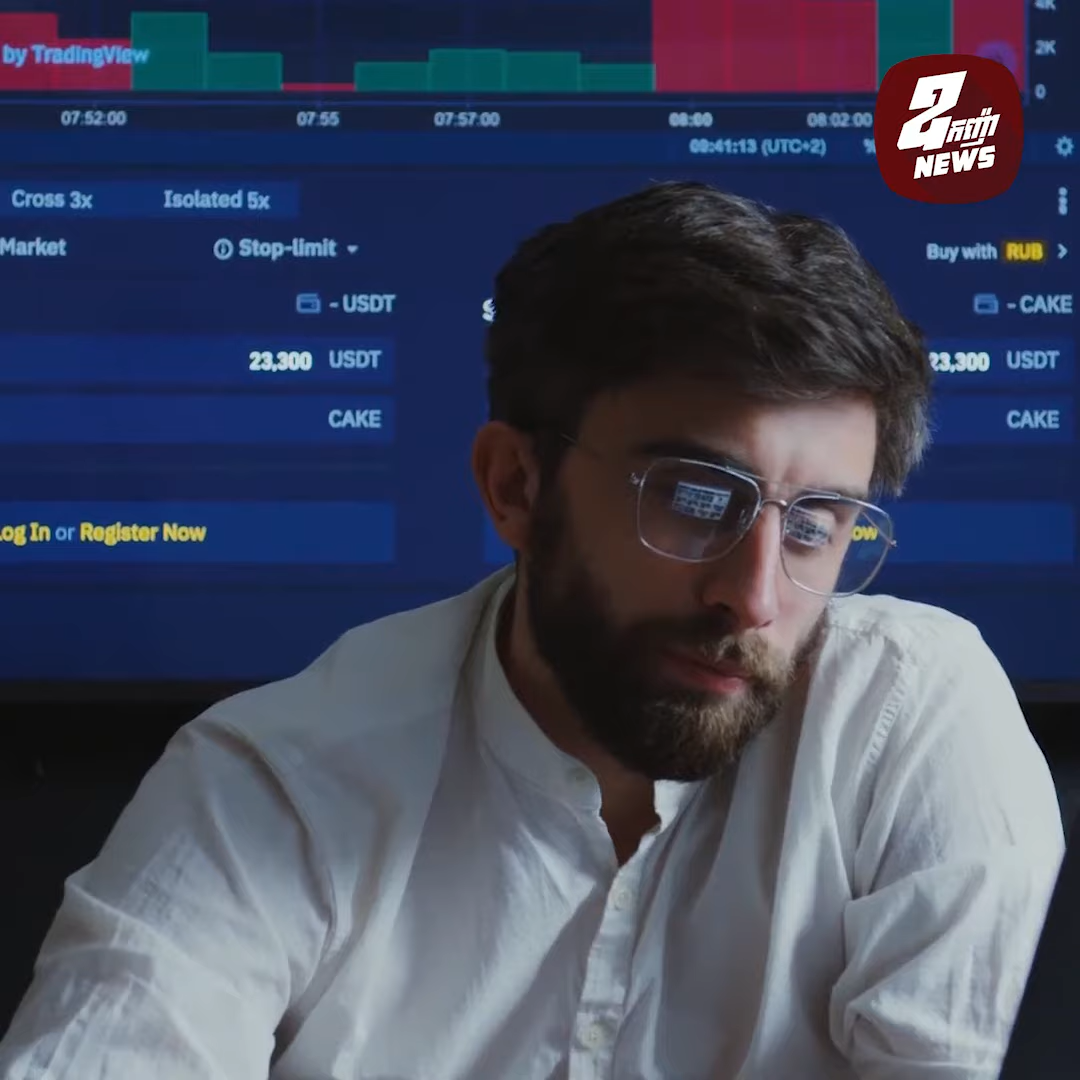 by TradingView
4K
2K
0
07:52:00 07:55 07:57:00 08:00 08:02:00
08:41:13 (UTC+2) %
Cross 3x Isolated 5x
Market Stop-limit
Buy with RUB
- USDT
- CAKE
23,300 USDT
23,300 USDT
CAKE
CAKE
Log In or Register Now
ow
NEWS